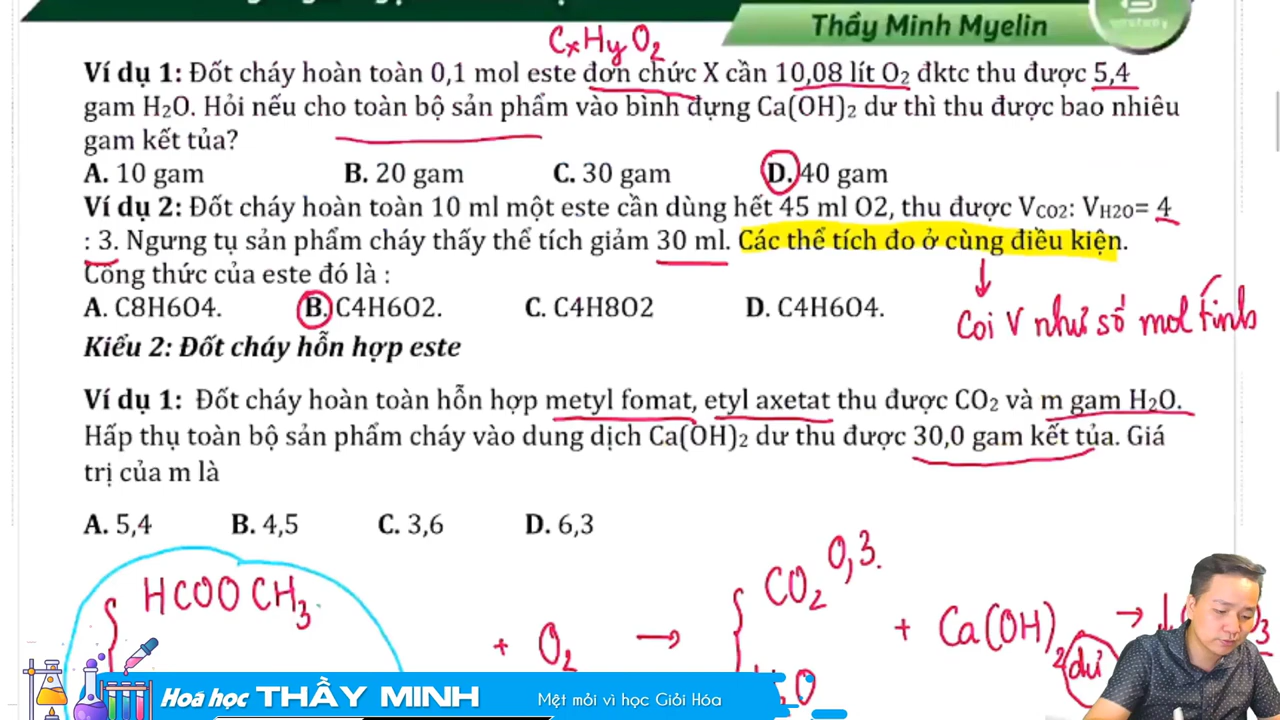 Thầy Minh Myelin
CxHyO2
Ví dụ 1: Đốt cháy hoàn toàn 0,1 mol este đơn chức X cần 10,08 lít O2 đktc thu được 5,4
gam H2O. Hỏi nếu cho toàn bộ sản phẩm vào bình đựng Ca(OH)2 dư thì thu được bao nhiêu
gam kết tủa?
A. 10 gam B. 20 gam C. 30 gam D. 40 gam
Ví dụ 2: Đốt cháy hoàn toàn 10 ml một este cần dùng hết 45 ml O2, thu được VCO2: VH2O= 4
: 3. Ngưng tụ sản phẩm cháy thấy thể tích giảm 30 ml. Các thể tích đo ở cùng điều kiện.
Công thức của este đó là :
A. C8H6O4. B. C4H6O2. C. C4H8O2 D. C4H6O4.
coi V như số mol tính
Kiểu 2: Đốt cháy hỗn hợp este
Ví dụ 1: Đốt cháy hoàn toàn hỗn hợp metyl fomat, etyl axetat thu được CO2 và m gam H2O.
Hấp thụ toàn bộ sản phẩm cháy vào dung dịch Ca(OH)2 dư thu được 30,0 gam kết tủa. Giá
trị của m là
A. 5,4 B. 4,5 C. 3,6 D. 6,3
HCOOCH3 CO2 0,3
+ O2 → + Ca(OH)2 dư → ↓
Hoá học THẦY MINH Mệt mỏi vì học Giỏi Hóa